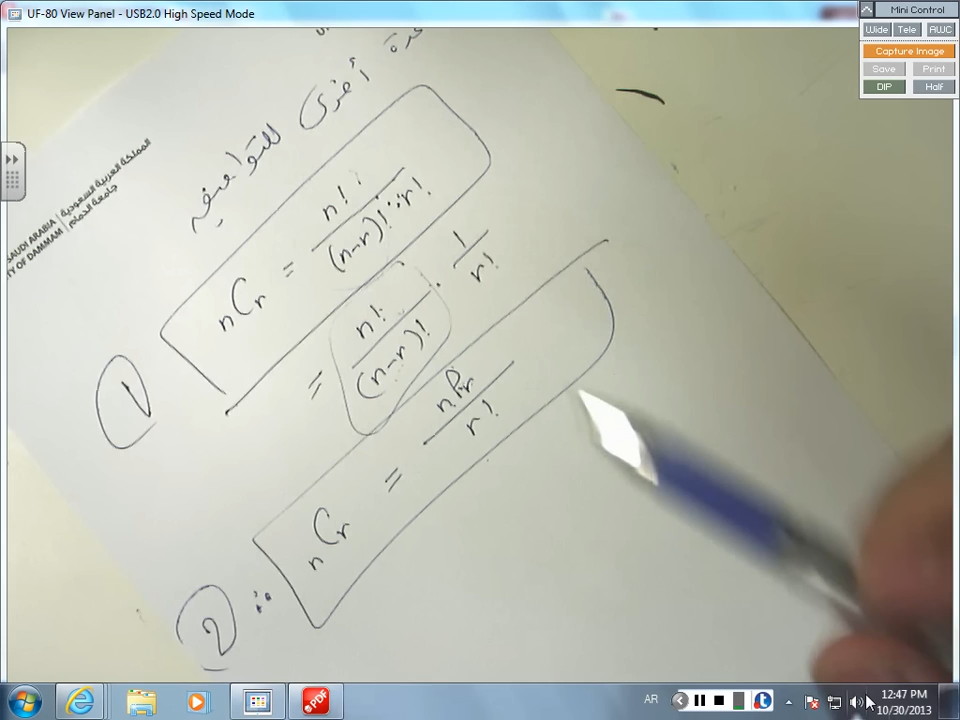 UF-80 View Panel - USB2.0 High Speed Mode
Mini Control
Wide Tele AWC
Capture Image
Save Print
DIP Half
أخرى للتوافيق
المملكة العربية السعودية
جامعة الدمام
SAUDI ARABIA
TY OF DAMMAM
① nCr = n! / (n-r)! · r!
= n! / (n-r)! · 1 / r!
② ∴ nCr = nPr / r!
PDF
AR
12:47 PM
10/30/2013